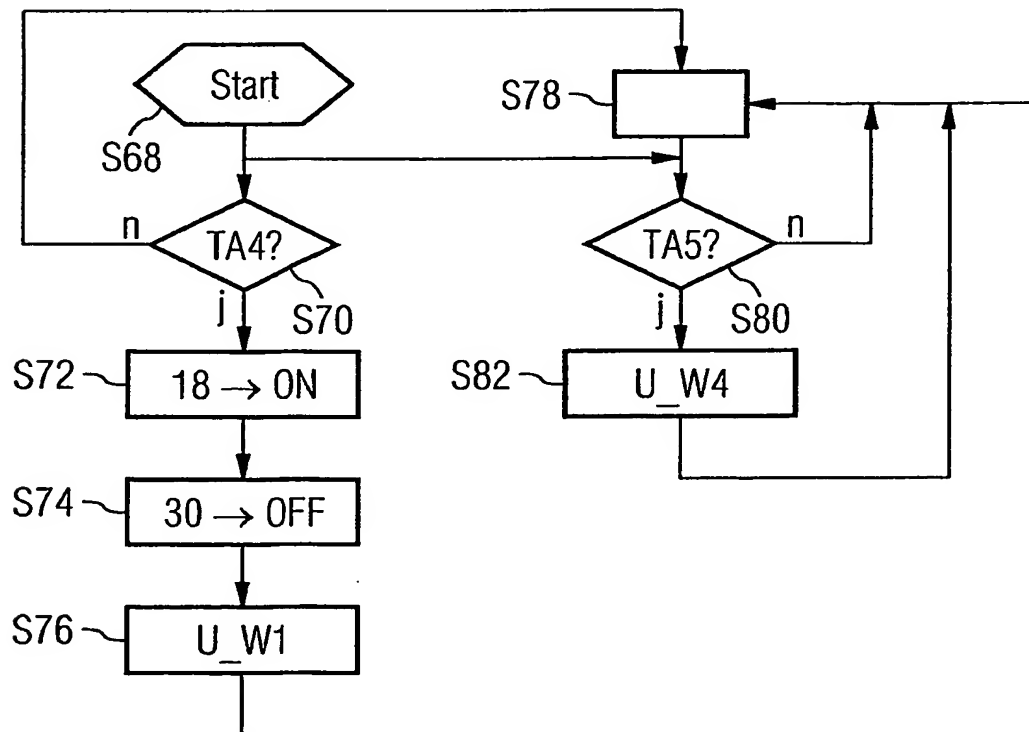 Start
S68
S78
n
TA4?
S70
j
n
TA5?
S80
j
S72
18 → ON
S82
U_W4
S74
30 → OFF
S76
U_W1